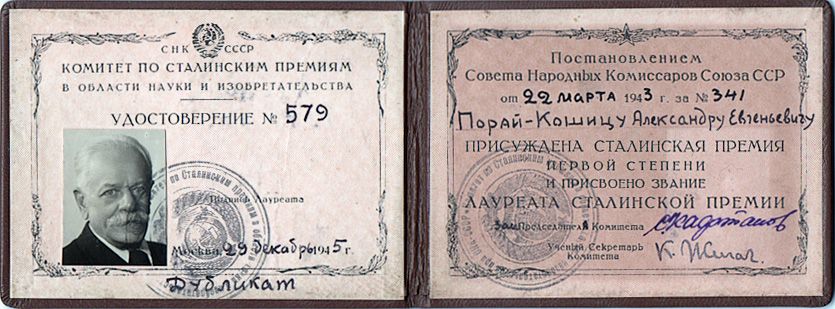 СНК СССР
КОМИТЕТ ПО СТАЛИНСКИМ ПРЕМИЯМ
В ОБЛАСТИ НАУКИ И ИЗОБРЕТАТЕЛЬСТВА
УДОСТОВЕРЕНИЕ № 579
Подпись Лауреата
Москва, 29 декабры 1945 г.
Дубликат
Постановлением
Совета Народных Комиссаров Союза ССР
от 22 марта 1943 г. за № 341
Порай-Кошицу Александру Евгеньевичу
ПРИСУЖДЕНА СТАЛИНСКАЯ ПРЕМИЯ
ПЕРВОЙ СТЕПЕНИ
И ПРИСВОЕНО ЗВАНИЕ
ЛАУРЕАТА СТАЛИНСКОЙ ПРЕМИИ
зам Председателя Комитета
Ученый Секретарь
Комитета